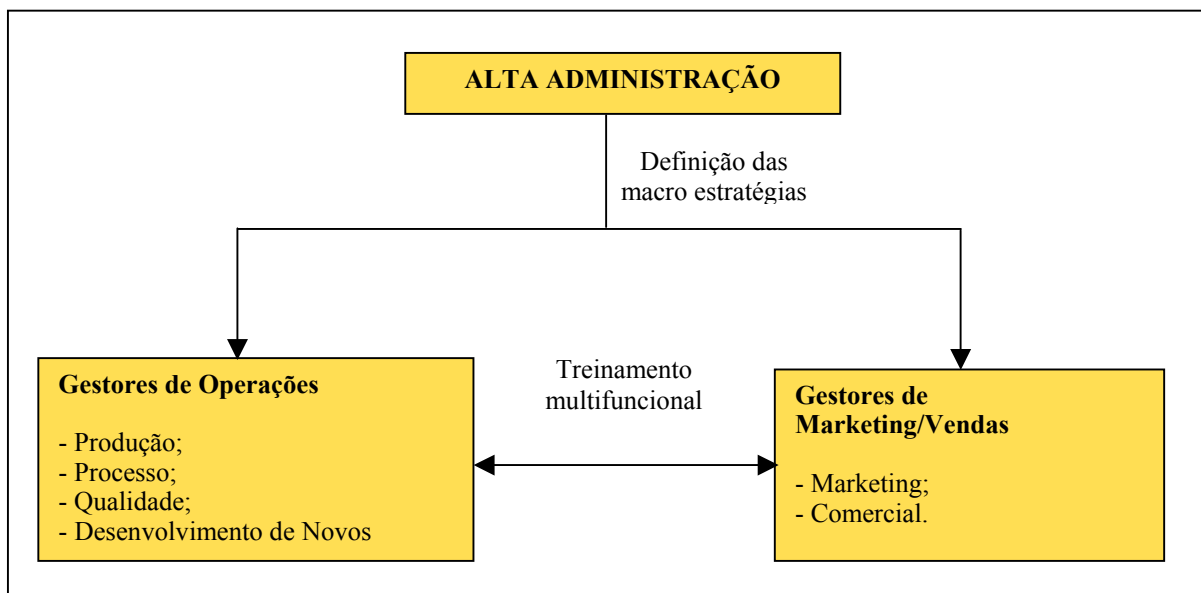 ALTA ADMINISTRAÇÃO
Definição das
macro estratégias
Gestores de Operações
- Produção;
- Processo;
- Qualidade;
- Desenvolvimento de Novos
Treinamento
multifuncional
Gestores de
Marketing/Vendas
- Marketing;
- Comercial.